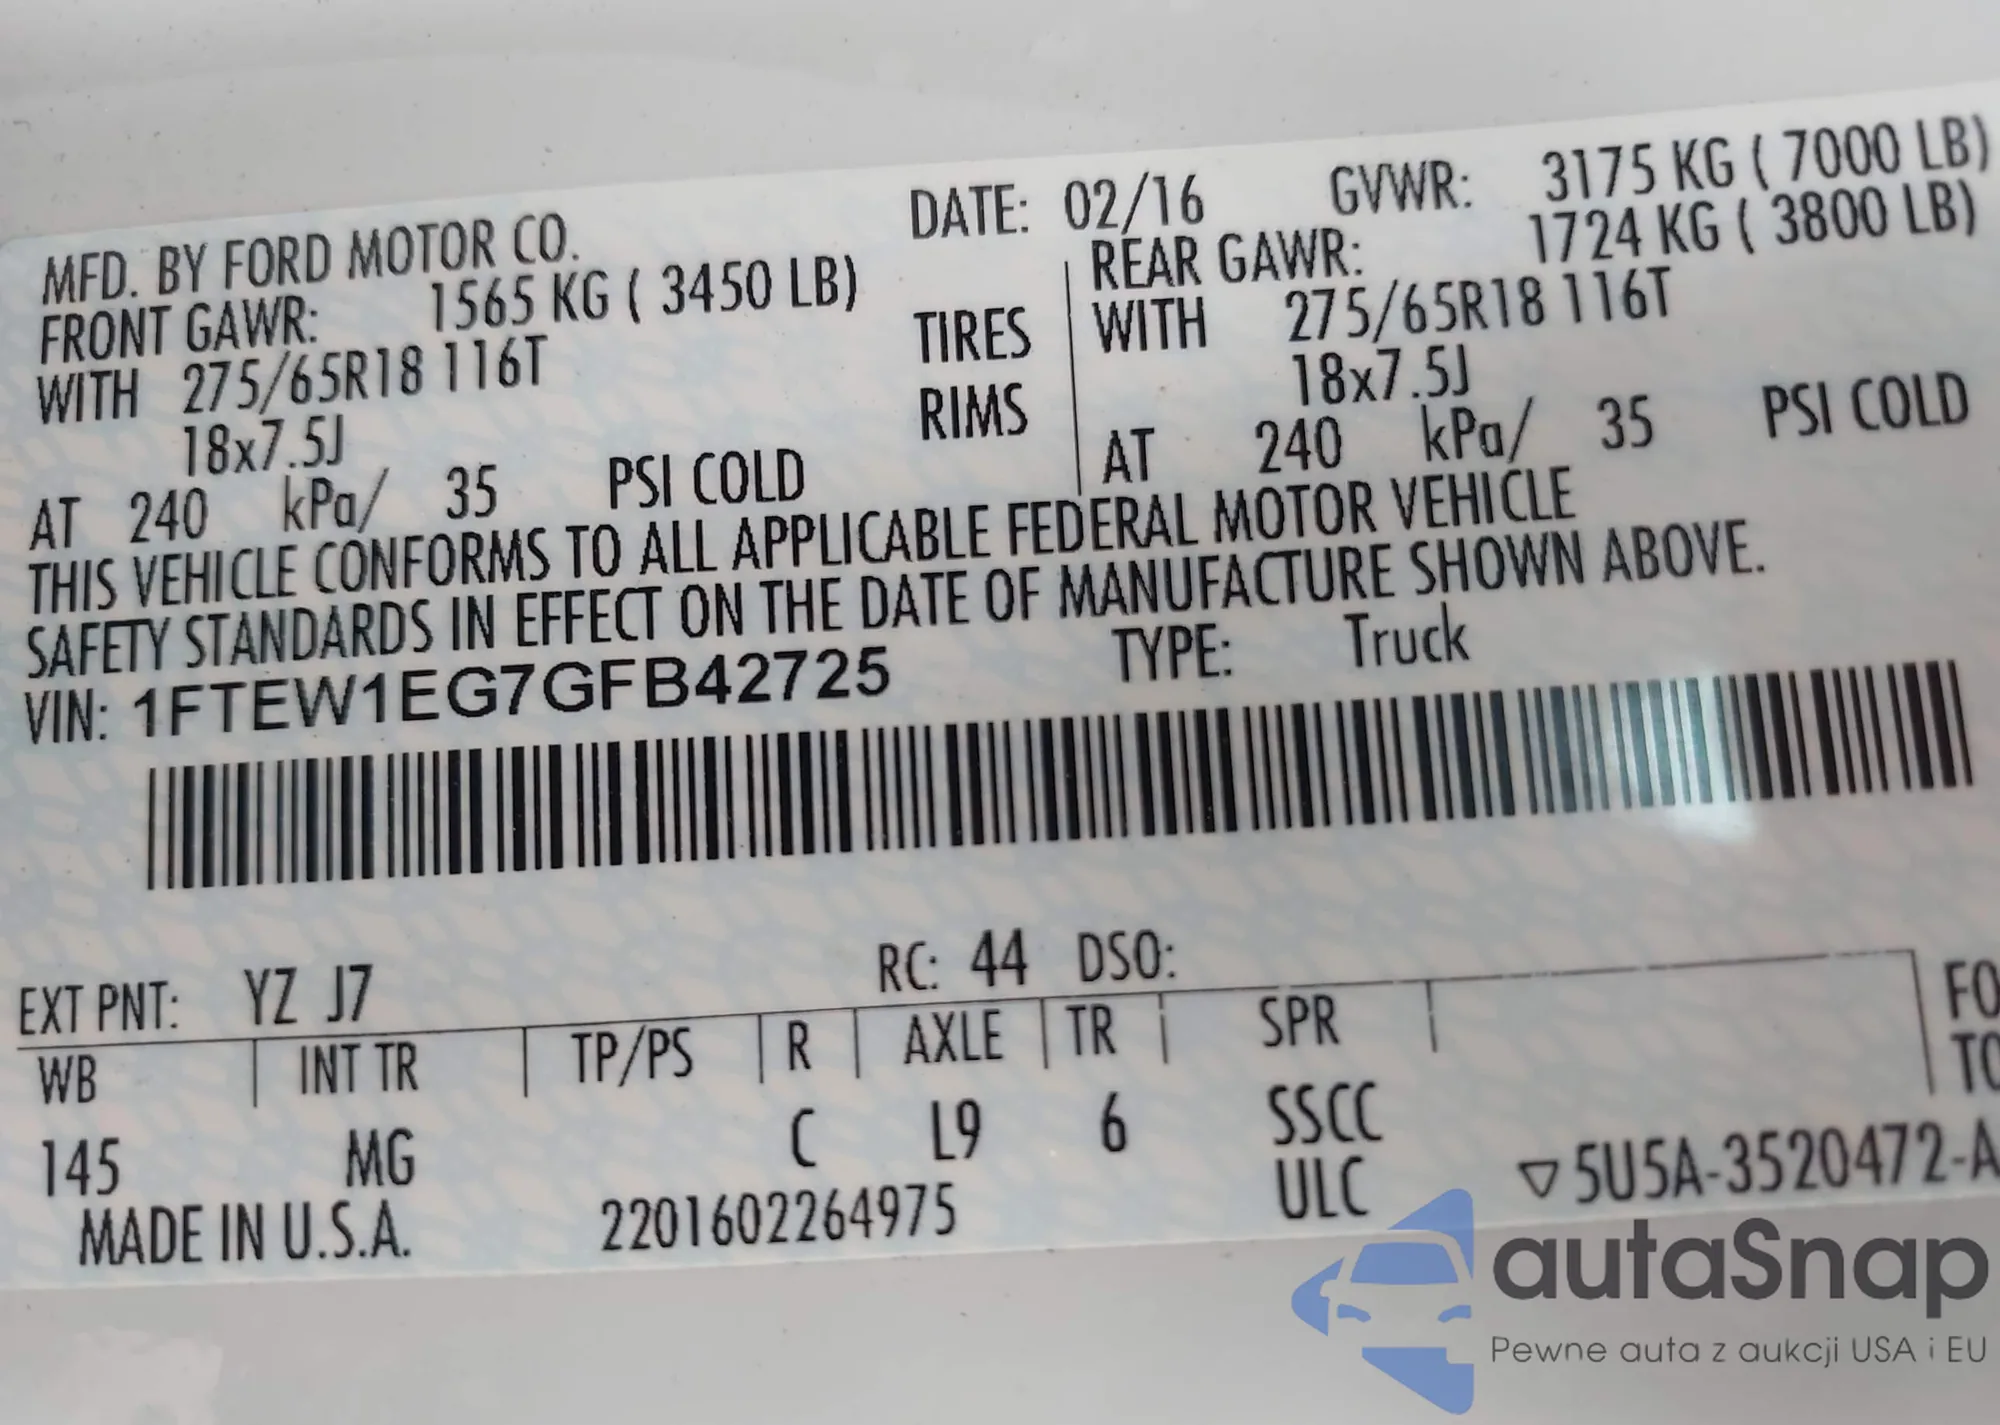 DATE: 02/16 GVWR: 3175 KG ( 7000 LB)
MFD. BY FORD MOTOR CO.
FRONT GAWR: 1565 KG ( 3450 LB) REAR GAWR: 1724 KG ( 3800 LB)
WITH 275/65R18 116T TIRES WITH 275/65R18 116T
18x7.5J RIMS 18x7.5J
AT 240 kPa/ 35 PSI COLD AT 240 kPa/ 35 PSI COLD
THIS VEHICLE CONFORMS TO ALL APPLICABLE FEDERAL MOTOR VEHICLE
SAFETY STANDARDS IN EFFECT ON THE DATE OF MANUFACTURE SHOWN ABOVE.
VIN: 1FTEW1EG7GFB42725 TYPE: Truck
EXT PNT: YZ J7 RC: 44 DSO:
WB INT TR TP/PS R AXLE TR SPR
FO
TO
145 MG C L9 6 SSCC
ULC
▽5U5A-3520472-A
MADE IN U.S.A. 2201602264975
autaSnap
Pewne auta z aukcji USA i EU